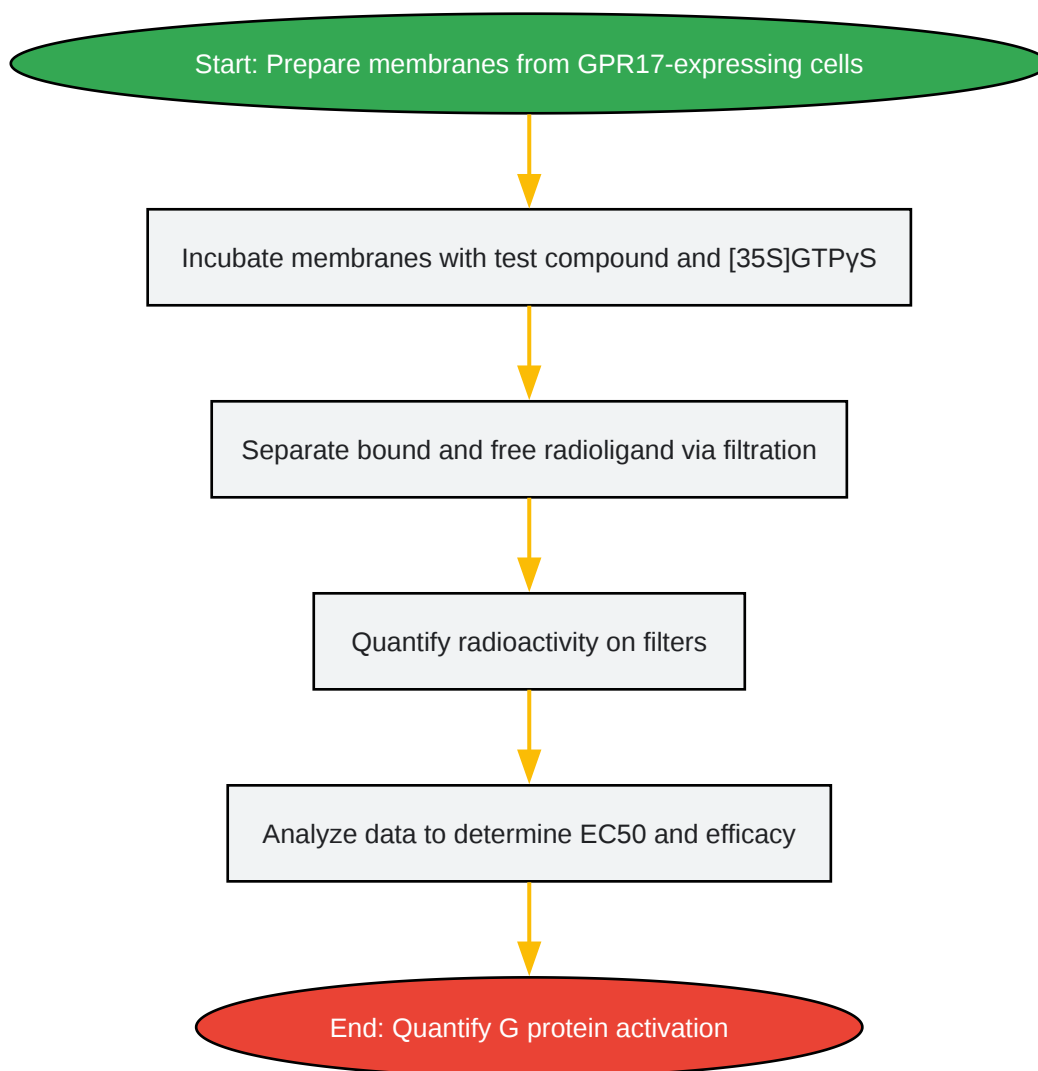 Start: Prepare membranes from GPR17-expressing cells
Incubate membranes with test compound and [35S]GTPγS
Separate bound and free radioligand via filtration
Quantify radioactivity on filters
Analyze data to determine EC50 and efficacy
End: Quantify G protein activation